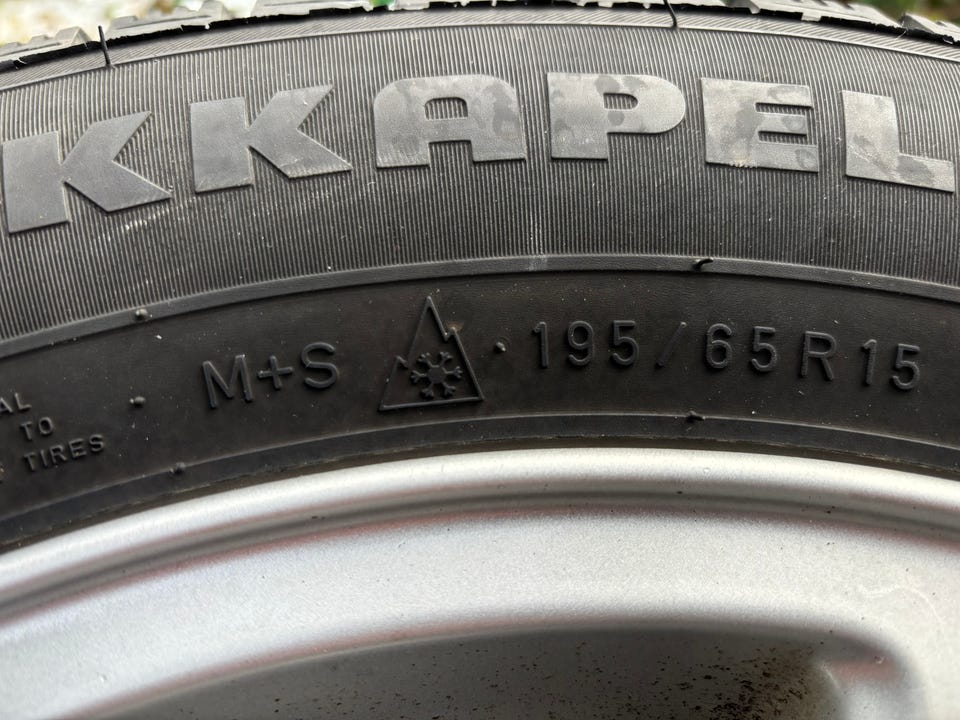 KKAPEL
M+S 195/65R15
AL
TO
TIRES